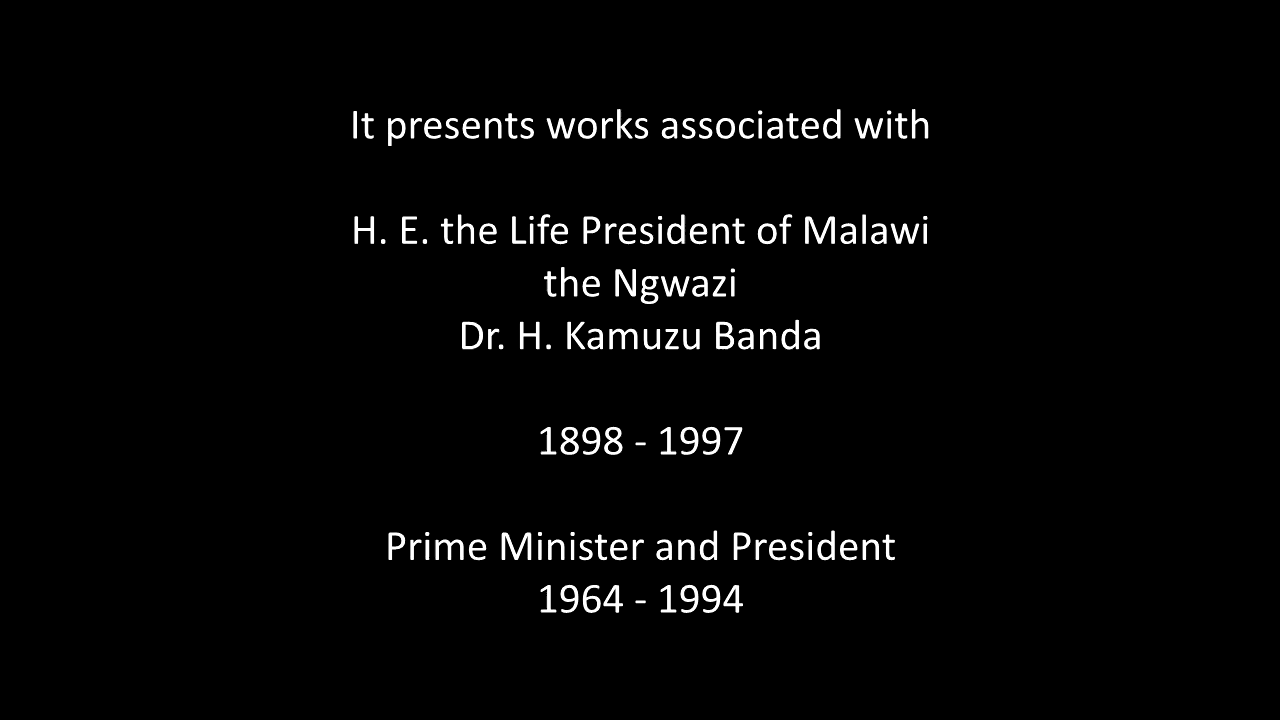 It presents works associated with
H. E. the Life President of Malawi
the Ngwazi
Dr. H. Kamuzu Banda
1898 - 1997
Prime Minister and President
1964 - 1994